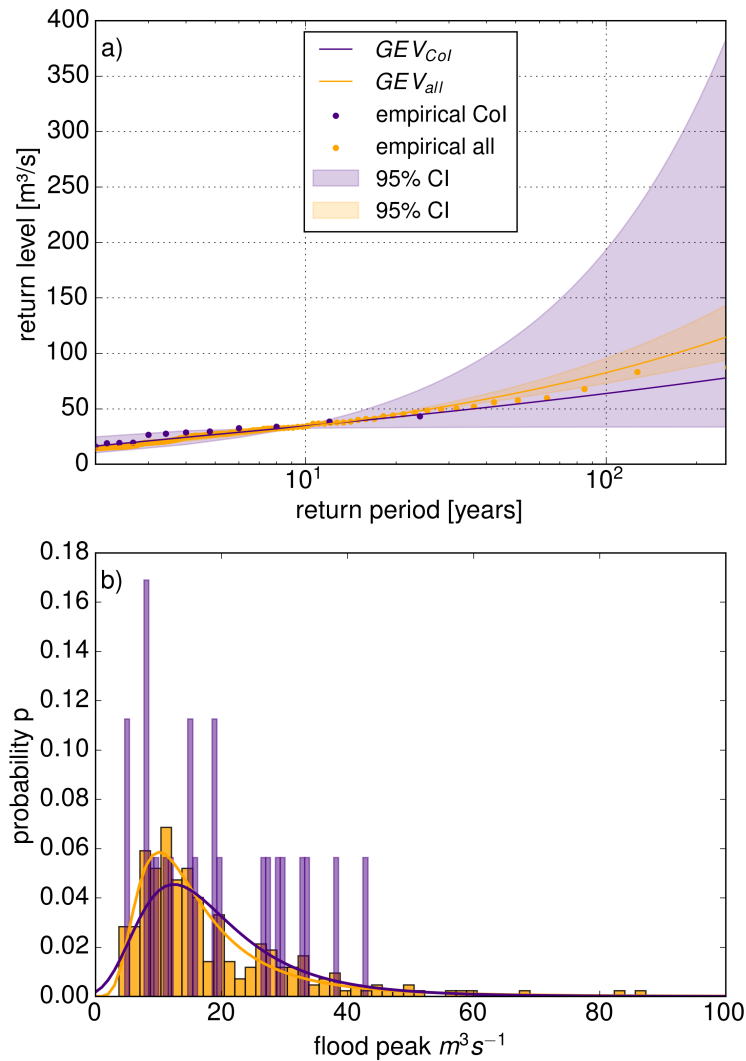 400
350
300
250
200
150
100
50
0
return level [m³/s]
a)
GEV_CoI
GEV_all
empirical CoI
empirical all
95% CI
95% CI
10¹
10²
return period [years]
0.18
0.16
0.14
0.12
0.10
0.08
0.06
0.04
0.02
0.00
probability p
b)
0
20
40
60
80
100
flood peak m³s⁻¹